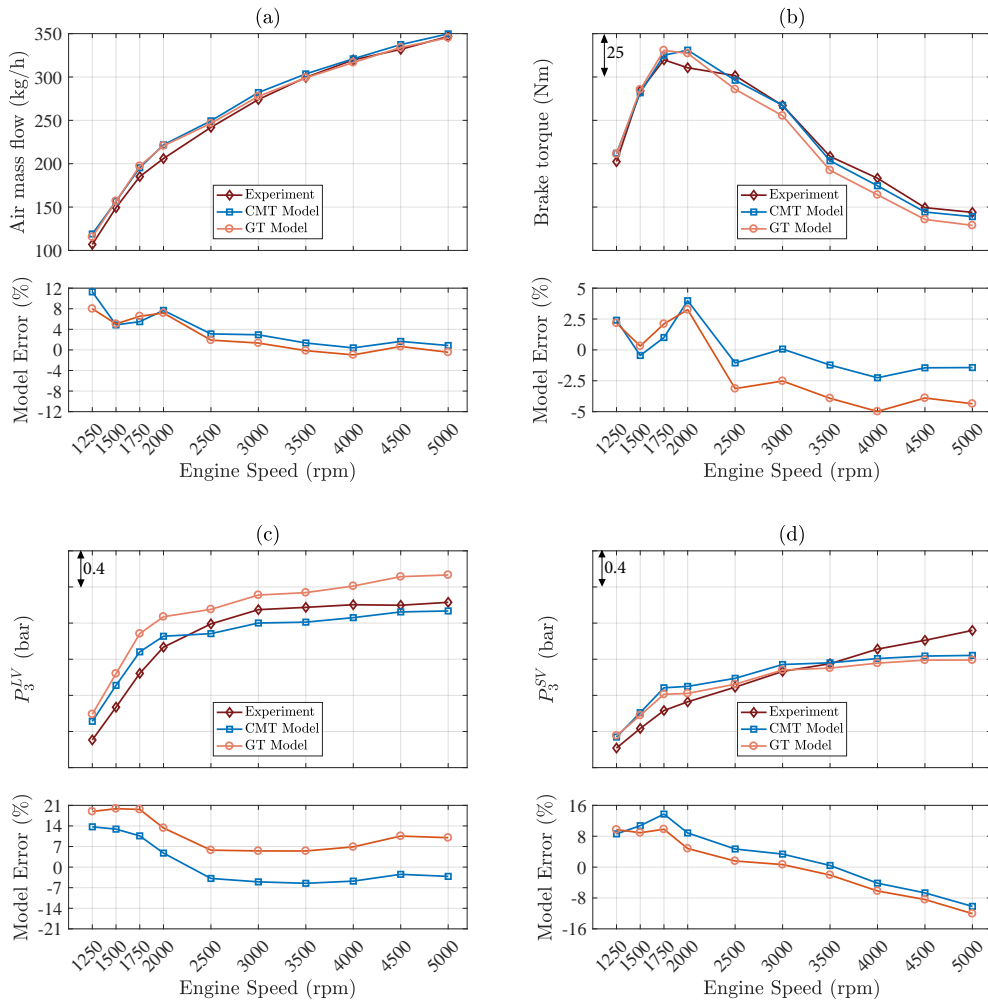 (a)
Air mass flow (kg/h)
350
300
250
200
150
100
Experiment
CMT Model
GT Model
Model Error (%)
12
8
4
0
-4
-8
-12
1250 1500 1750 2000 2500 3000 3500 4000 4500 5000
Engine Speed (rpm)
(b)
Brake torque (Nm)
25
Experiment
CMT Model
GT Model
Model Error (%)
5
2.5
0
-2.5
-5
1250 1500 1750 2000 2500 3000 3500 4000 4500 5000
Engine Speed (rpm)
(c)
P_3^{LV} (bar)
0.4
Experiment
CMT Model
GT Model
Model Error (%)
21
14
7
0
-7
-14
-21
1250 1500 1750 2000 2500 3000 3500 4000 4500 5000
Engine Speed (rpm)
(d)
P_3^{SV} (bar)
0.4
Experiment
CMT Model
GT Model
Model Error (%)
16
8
0
-8
-16
1250 1500 1750 2000 2500 3000 3500 4000 4500 5000
Engine Speed (rpm)